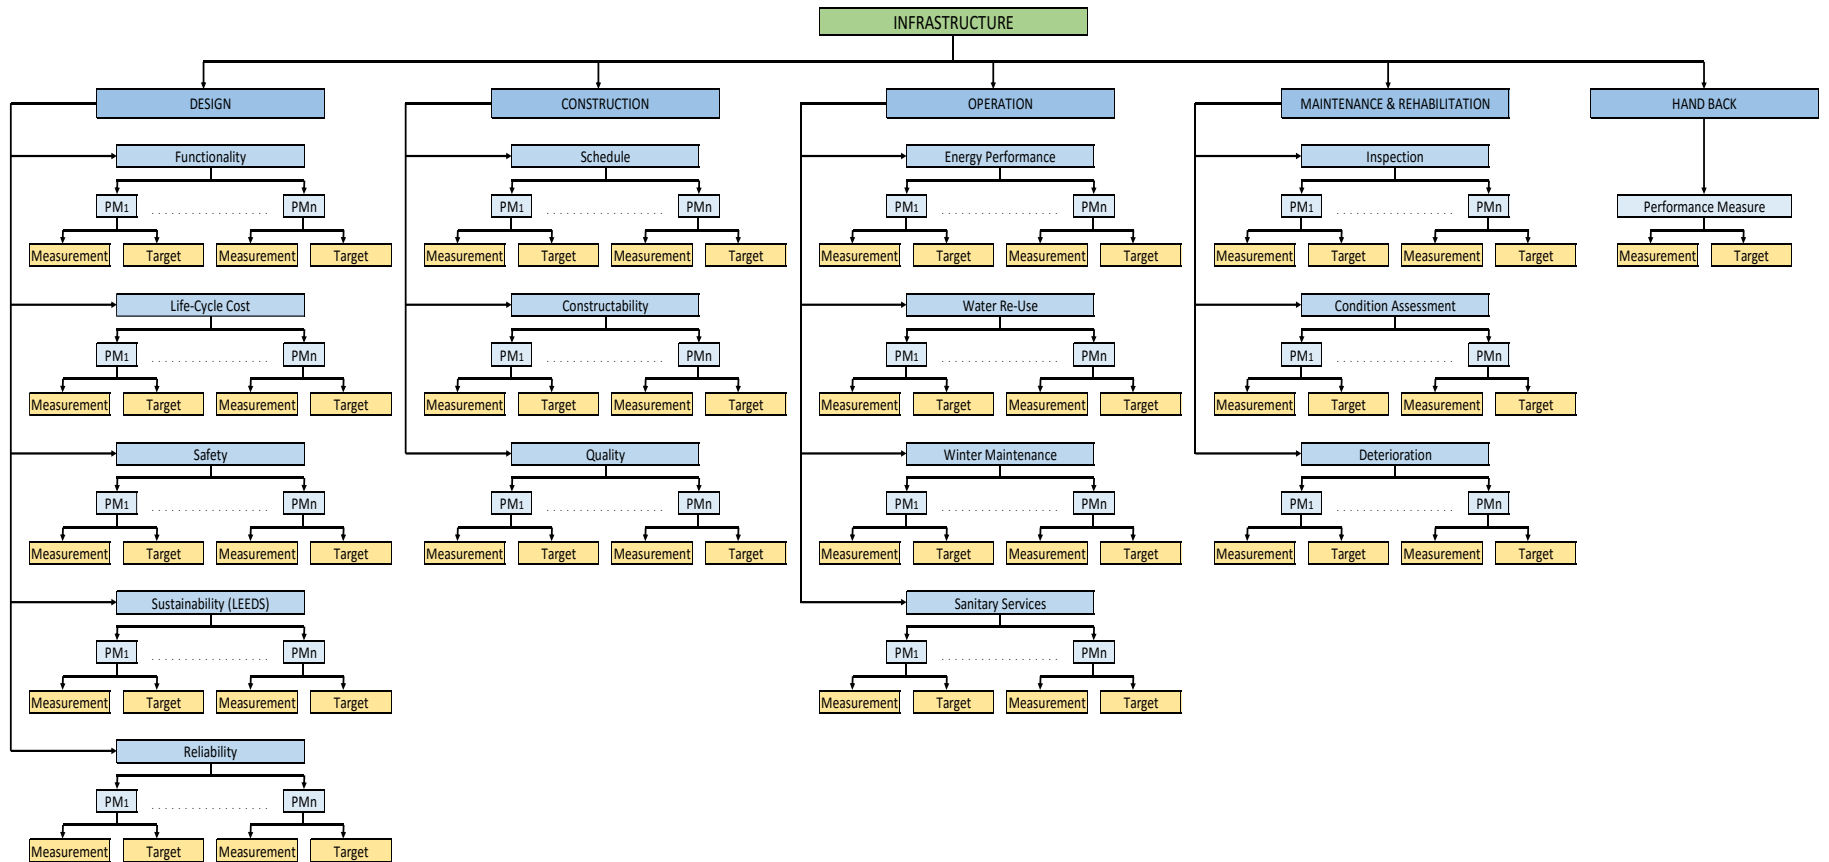 INFRASTRUCTURE
DESIGN CONSTRUCTION OPERATION MAINTENANCE & REHABILITATION HAND BACK
Functionality Schedule Energy Performance Inspection
PM1 . . . . . . . . . . . . . . . . . PMn PM1 . . . . . . . . . . . . . . . . . PMn PM1 . . . . . . . . . . . . . . . . . PMn PM1 . . . . . . . . . . . . . . . . . PMn Performance Measure
Measurement Target Measurement Target Measurement Target Measurement Target Measurement Target Measurement Target Measurement Target Measurement Target Measurement Target
Life-Cycle Cost Constructability Water Re-Use Condition Assessment
PM1 . . . . . . . . . . . . . . . . . PMn PM1 . . . . . . . . . . . . . . . . . PMn PM1 . . . . . . . . . . . . . . . . . PMn PM1 . . . . . . . . . . . . . . . . . PMn
Measurement Target Measurement Target Measurement Target Measurement Target Measurement Target Measurement Target Measurement Target Measurement Target
Safety Quality Winter Maintenance Deterioration
PM1 . . . . . . . . . . . . . . . . . PMn PM1 . . . . . . . . . . . . . . . . . PMn PM1 . . . . . . . . . . . . . . . . . PMn PM1 . . . . . . . . . . . . . . . . . PMn
Measurement Target Measurement Target Measurement Target Measurement Target Measurement Target Measurement Target Measurement Target Measurement Target
Sustainability (LEEDS) Sanitary Services
PM1 . . . . . . . . . . . . . . . . . PMn PM1 . . . . . . . . . . . . . . . . . PMn
Measurement Target Measurement Target Measurement Target Measurement Target
Reliability
PM1 . . . . . . . . . . . . . . . . . PMn
Measurement Target Measurement Target